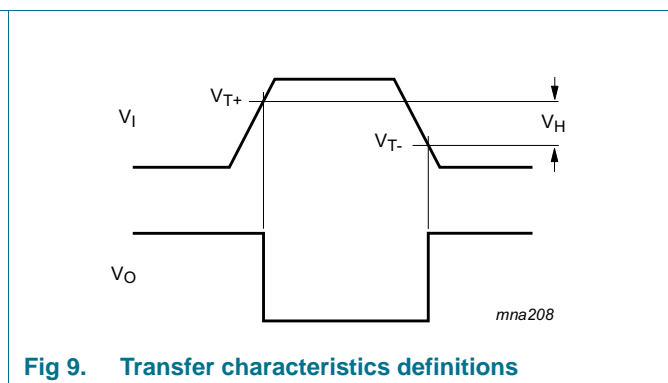 VT+
VI
VH
VT-
VO
mna208
Fig 9. Transfer characteristics definitions